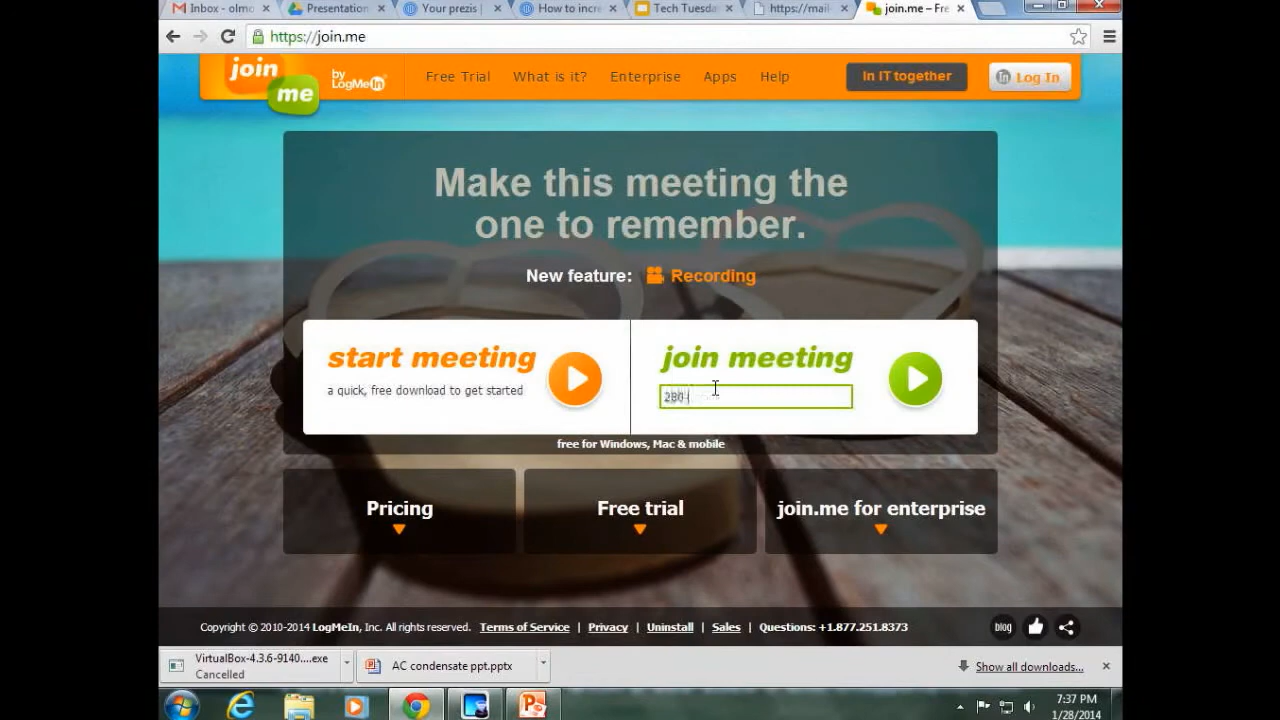 Inbox - olmo
Presentation
Your prezis |
How to incre
Tech Tuesda
https://mail-
join.me – Fre
https://join.me
join
me
by
LogMeIn
Free Trial
What is it?
Enterprise
Apps
Help
In IT together
In Log In
Make this meeting the
one to remember.
New feature: Recording
start meeting
a quick, free download to get started
join meeting
280
free for Windows, Mac & mobile
Pricing
Free trial
join.me for enterprise
Copyright © 2010-2014 LogMeIn, Inc. All rights reserved. Terms of Service | Privacy | Uninstall | Sales | Questions: +1.877.251.8373
blog
VirtualBox-4.3.6-9140....exe
Cancelled
AC condensate ppt.pptx
Show all downloads...
7:37 PM
1/28/2014